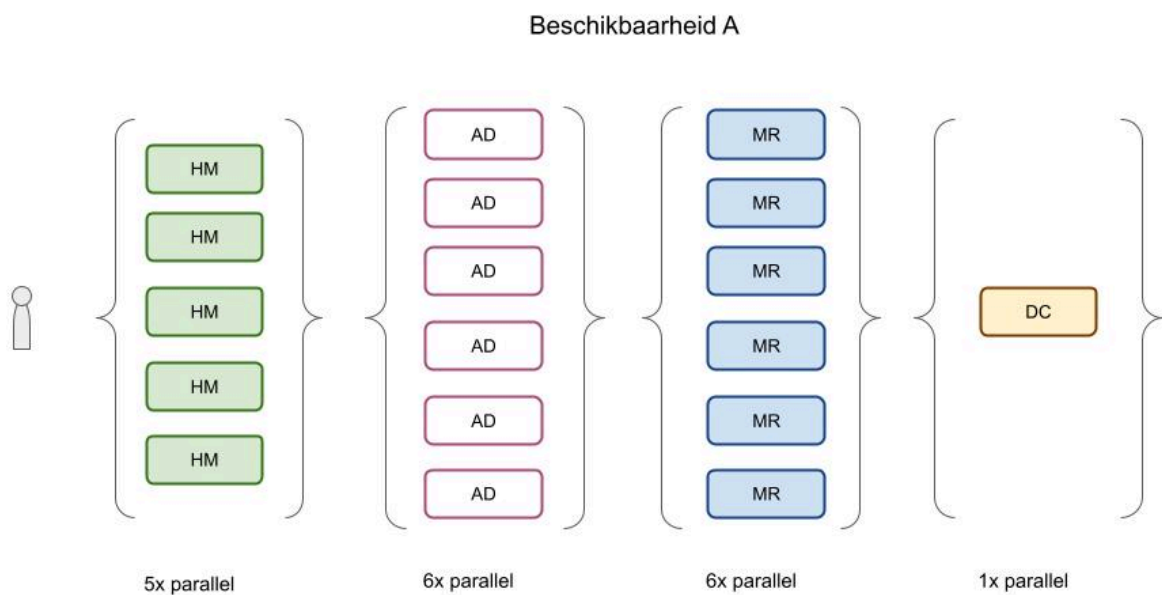 Beschikbaarheid A
HM
HM
HM
HM
HM
5x parallel
AD
AD
AD
AD
AD
AD
6x parallel
MR
MR
MR
MR
MR
MR
6x parallel
DC
1x parallel